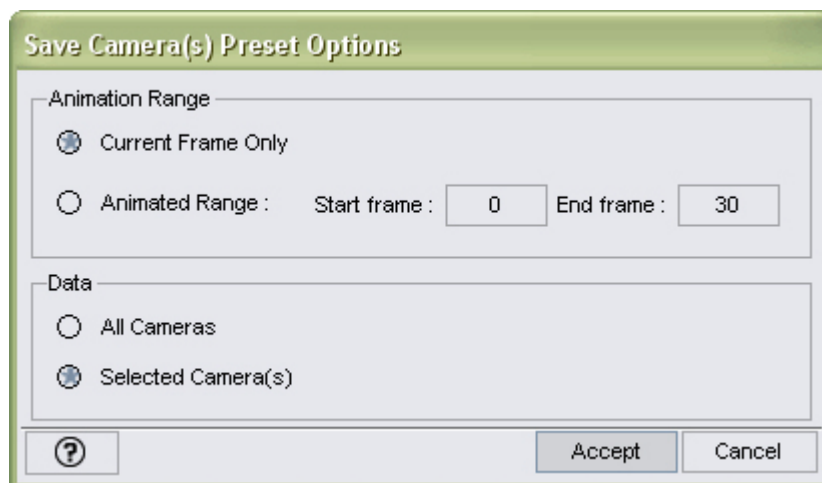 Save Camera(s) Preset Options
Animation Range
Current Frame Only
Animated Range : Start frame : 0 End frame : 30
Data
All Cameras
Selected Camera(s)
? Accept Cancel